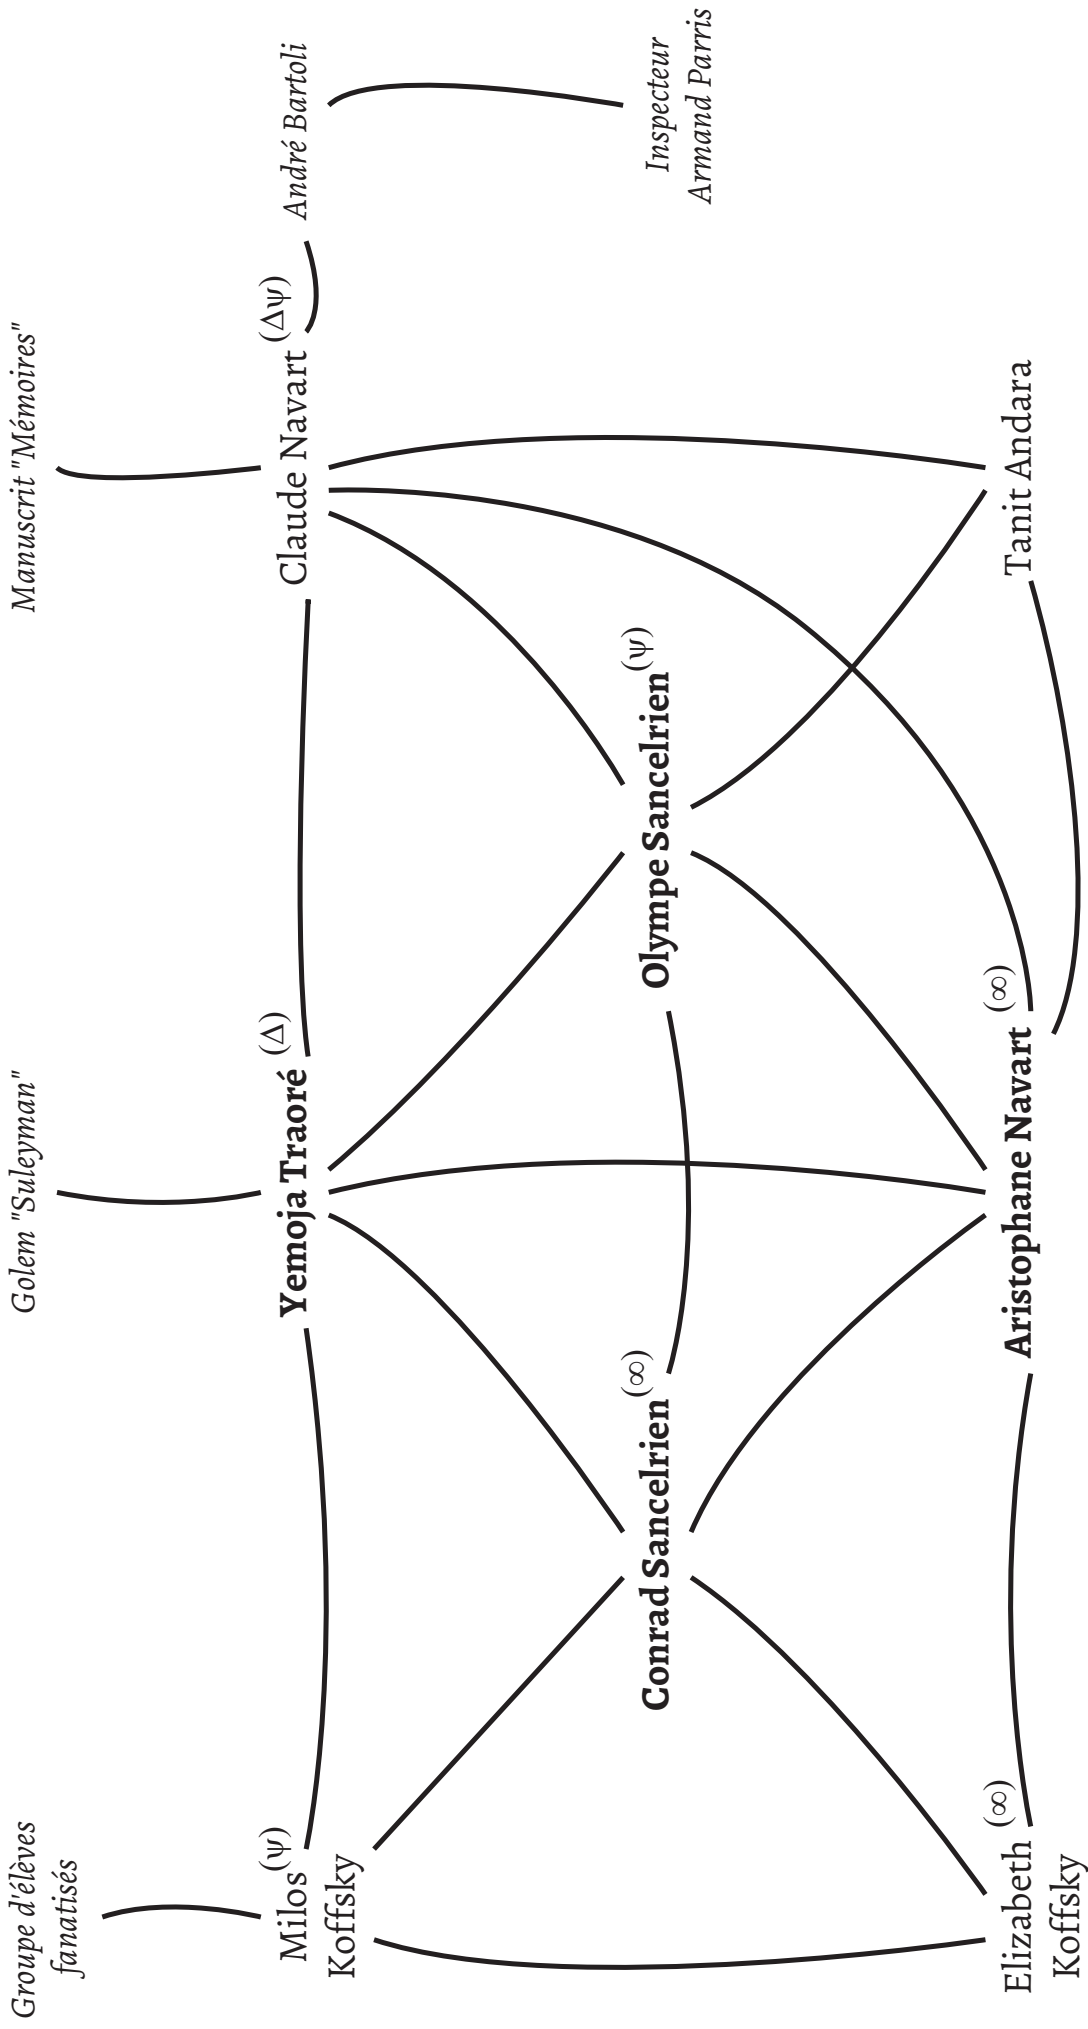 Groupe d'élèves
fanatisés
Golem "Suleyman"
Manuscrit "Mémoires"
Milos (ψ)
Koffsky
Yemoja Traoré (Δ)
Claude Navart (Δψ)
André Bartoli
Conrad Sancelrien (∞)
Olympe Sancelrien (ψ)
Inspecteur
Armand Parris
Elizabeth (∞)
Koffsky
Aristophane Navart (∞)
Tanit Andara